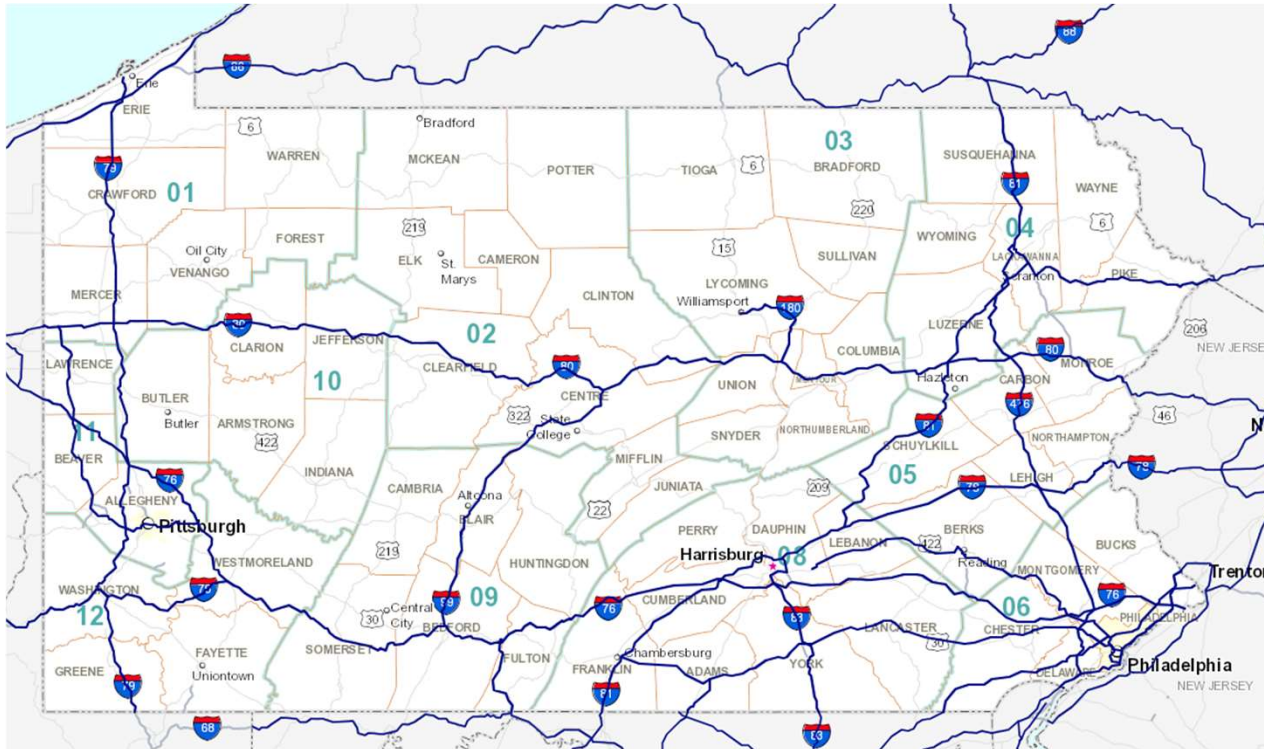 88
86
Erie
ERIE
6
Bradford
03
WARREN
MCKEAN
POTTER
TIOGA
6
BRADFORD
SUSQUEHANNA
79
CRAWFORD
01
81
WAYNE
219
220
6
FOREST
Oil City
VENANGO
ELK
St.
Marys
CAMERON
15
SULLIVAN
WYOMING
04
LACKAWANNA
Scranton
PIKE
MERCER
CLINTON
LYCOMING
Williamsport
180
LUZERNE
80
CLARION
JEFFERSON
02
206
NEW JERSE
LAWRENCE
CLEARFIELD
80
COLUMBIA
80
MONROE
10
UNION
Hazleton
CARBON
BUTLER
Butler
CENTRE
322
State
College
476
46
ARMSTRONG
422
11
BEAVER
SNYDER
NORTHUMBERLAND
81
SCHUYLKILL
NORTHAMPTON
N
INDIANA
MIFFLIN
78
76
CAMBRIA
JUNIATA
209
05
LEHIGH
78
ALLEGHENY
Altoona
BLAIR
22
Pittsburgh
PERRY
DAUPHIN
BERKS
422
219
Harrisburg
08
LEBANON
Reading
BUCKS
WESTMORELAND
HUNTINGDON
MONTGOMERY
Trenton
WASHINGTON
12
70
30
Central
City
99
09
BEDFORD
76
CUMBERLAND
83
LANCASTER
06
CHESTER
76
PHILADELPHIA
30
SOMERSET
FULTON
Chambersburg
FRANKLIN
ADAMS
YORK
DELAWARE
Philadelphia
NEW JERSEY
GREENE
FAYETTE
Uniontown
79
81
68
83